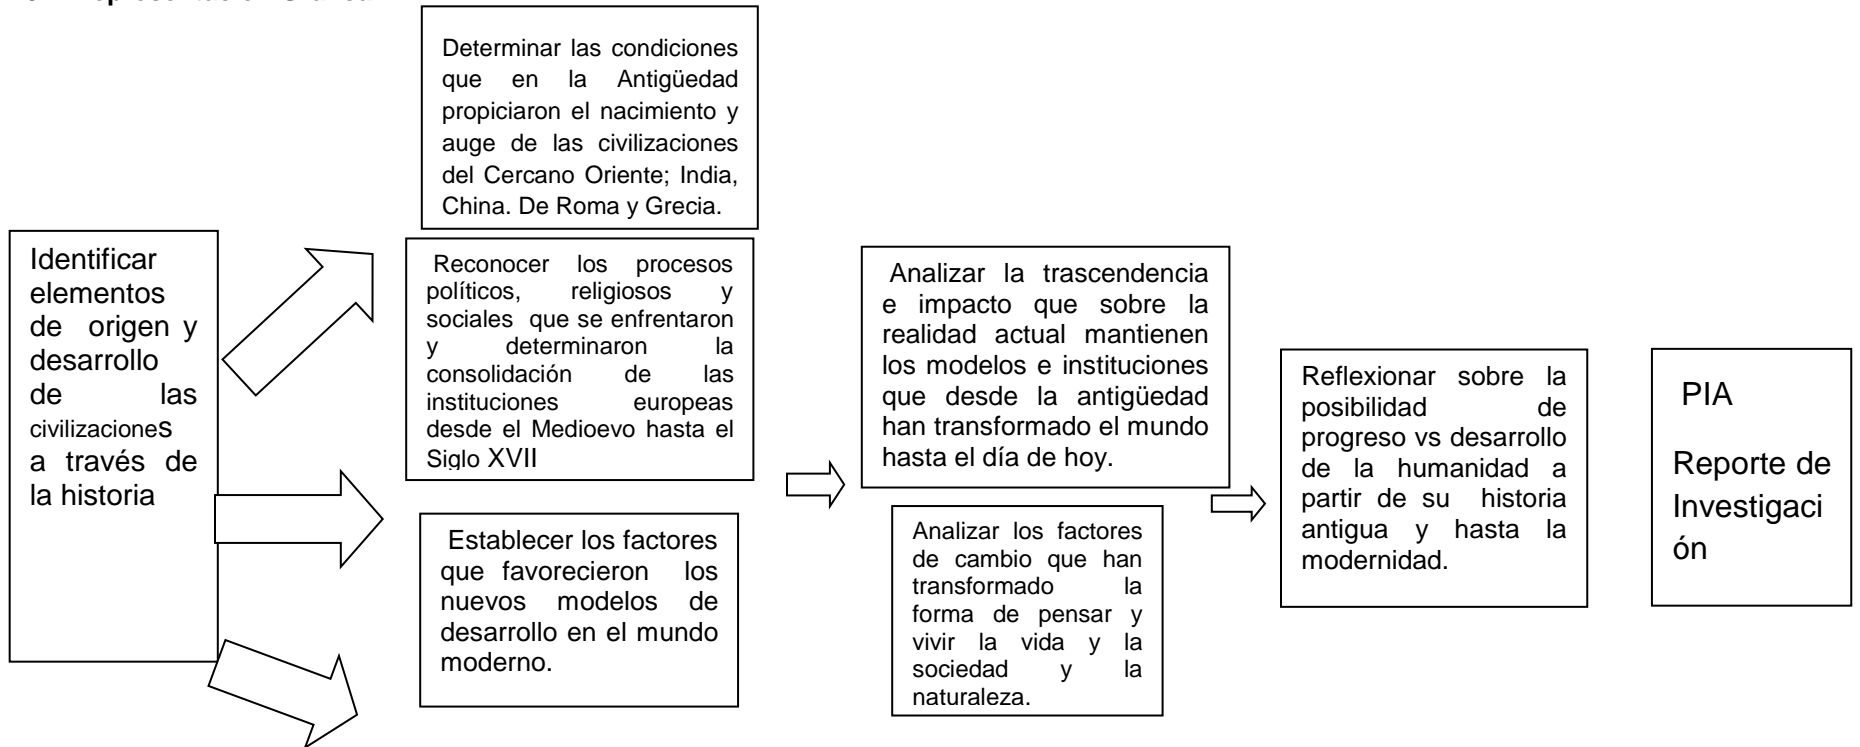 Determinar las condiciones
que en la Antigüedad
propiciaron el nacimiento y
auge de las civilizaciones
del Cercano Oriente; India,
China. De Roma y Grecia.
Identificar
elementos
de origen y
desarrollo
de las
civilizaciones
a través de
la historia
Reconocer los procesos
políticos, religiosos y
sociales que se enfrentaron
y determinaron la
consolidación de las
instituciones europeas
desde el Medioevo hasta el
Siglo XVII
Establecer los factores
que favorecieron los
nuevos modelos de
desarrollo en el mundo
moderno.
Analizar la trascendencia
e impacto que sobre la
realidad actual mantienen
los modelos e instituciones
que desde la antigüedad
han transformado el mundo
hasta el día de hoy.
Analizar los factores
de cambio que han
transformado la
forma de pensar y
vivir la vida y la
sociedad y la
naturaleza.
Reflexionar sobre la
posibilidad de
progreso vs desarrollo
de la humanidad a
partir de su historia
antigua y hasta la
modernidad.
PIA
Reporte de
Investigaci
ón